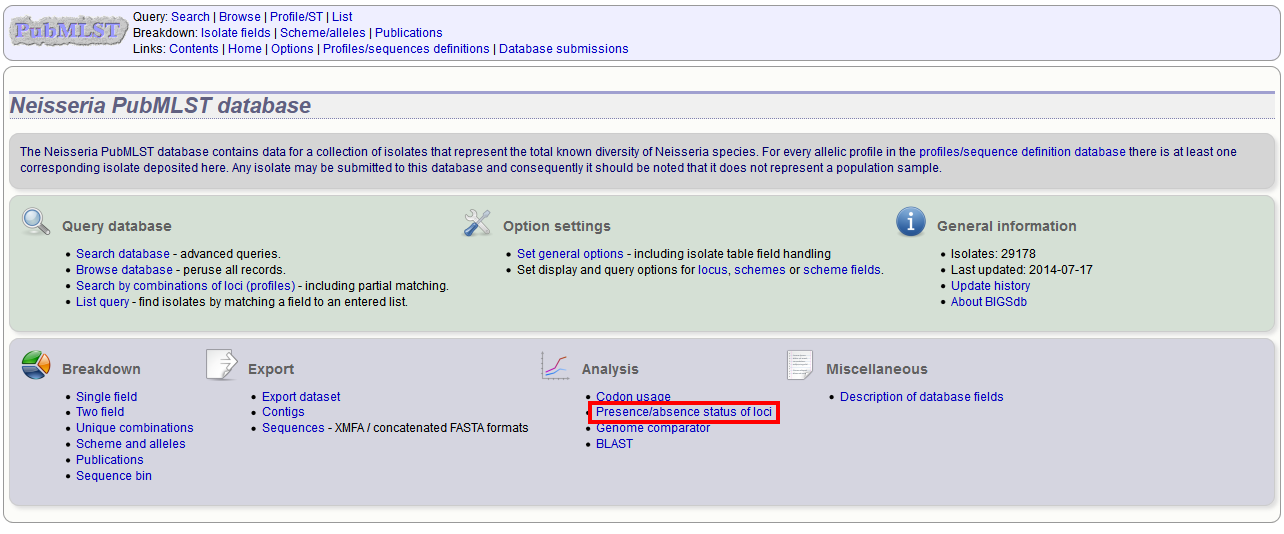 PubMLST
Query: Search | Browse | Profile/ST | List
Breakdown: Isolate fields | Scheme/alleles | Publications
Links: Contents | Home | Options | Profiles/sequences definitions | Database submissions
Neisseria PubMLST database
The Neisseria PubMLST database contains data for a collection of isolates that represent the total known diversity of Neisseria species. For every allelic profile in the profiles/sequence definition database there is at least one
corresponding isolate deposited here. Any isolate may be submitted to this database and consequently it should be noted that it does not represent a population sample.
Query database
• Search database - advanced queries.
• Browse database - peruse all records.
• Search by combinations of loci (profiles) - including partial matching.
• List query - find isolates by matching a field to an entered list.
Option settings
• Set general options - including isolate table field handling
• Set display and query options for locus, schemes or scheme fields.
General information
• Isolates: 29178
• Last updated: 2014-07-17
• Update history
• About BIGSdb
Breakdown
• Single field
• Two field
• Unique combinations
• Scheme and alleles
• Publications
• Sequence bin
Export
• Export dataset
• Contigs
• Sequences - XMFA / concatenated FASTA formats
Analysis
• Codon usage
• Presence/absence status of loci
• Genome comparator
• BLAST
Miscellaneous
• Description of database fields